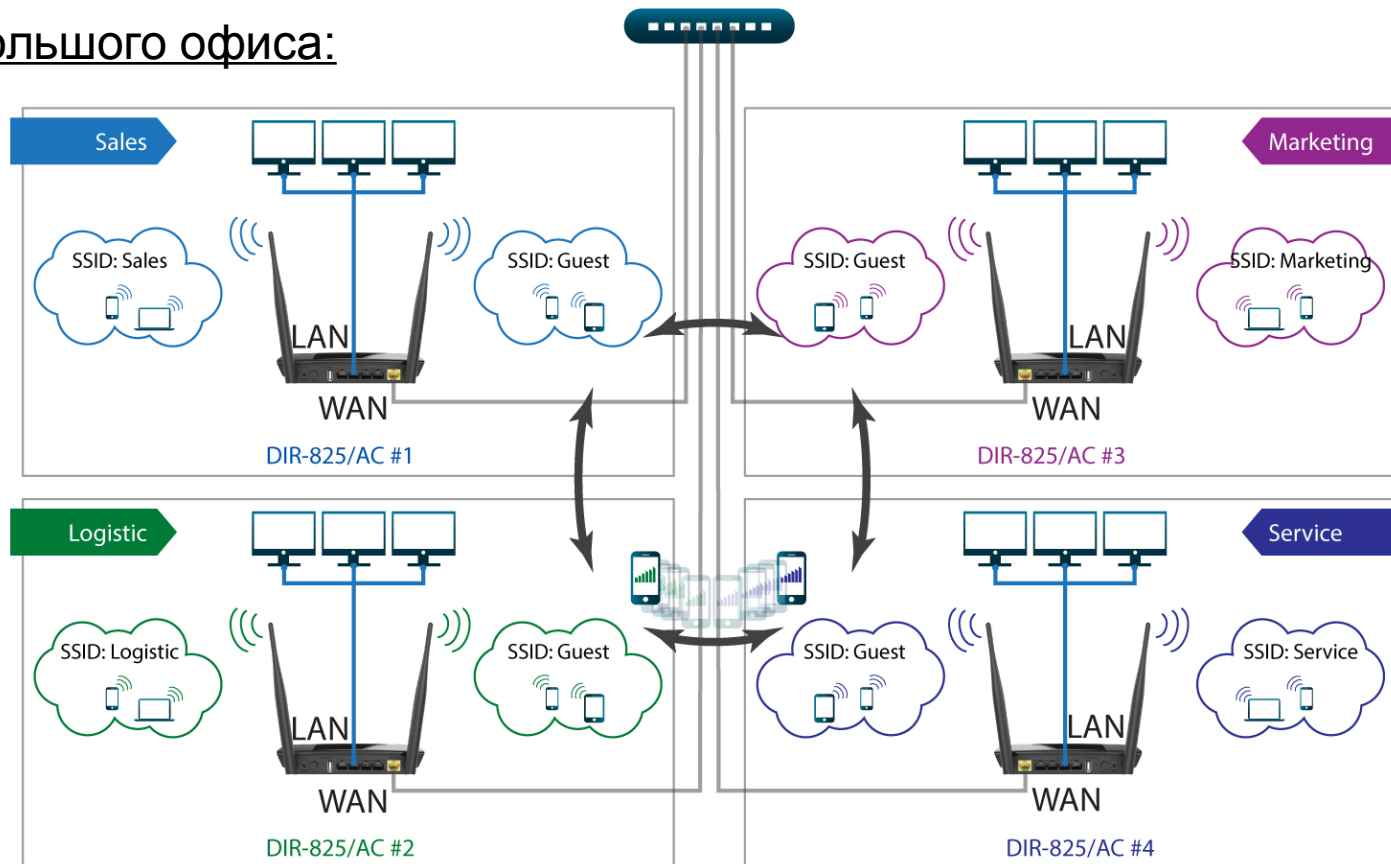 ольшого офиса:
Sales
SSID: Sales
SSID: Guest
LAN
WAN
DIR-825/AC #1
Marketing
SSID: Guest
SSID: Marketing
LAN
WAN
DIR-825/AC #3
Logistic
SSID: Logistic
SSID: Guest
LAN
WAN
DIR-825/AC #2
Service
SSID: Guest
SSID: Service
LAN
WAN
DIR-825/AC #4